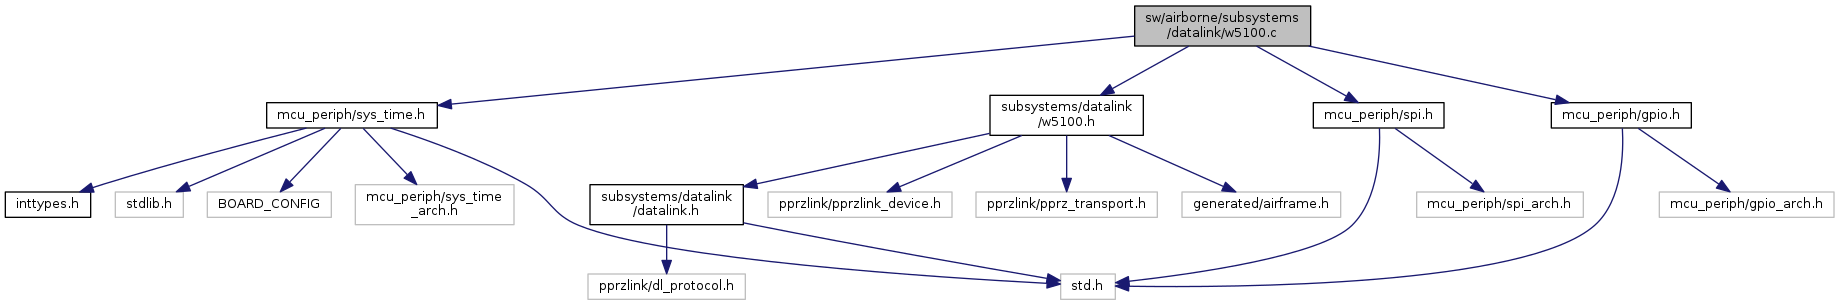 sw/airborne/subsystems
/datalink/w5100.c
mcu_periph/sys_time.h
subsystems/datalink
/w5100.h
mcu_periph/spi.h
mcu_periph/gpio.h
inttypes.h
stdlib.h
BOARD_CONFIG
mcu_periph/sys_time
_arch.h
subsystems/datalink
/datalink.h
pprzlink/pprzlink_device.h
pprzlink/pprz_transport.h
generated/airframe.h
mcu_periph/spi_arch.h
mcu_periph/gpio_arch.h
pprzlink/dl_protocol.h
std.h